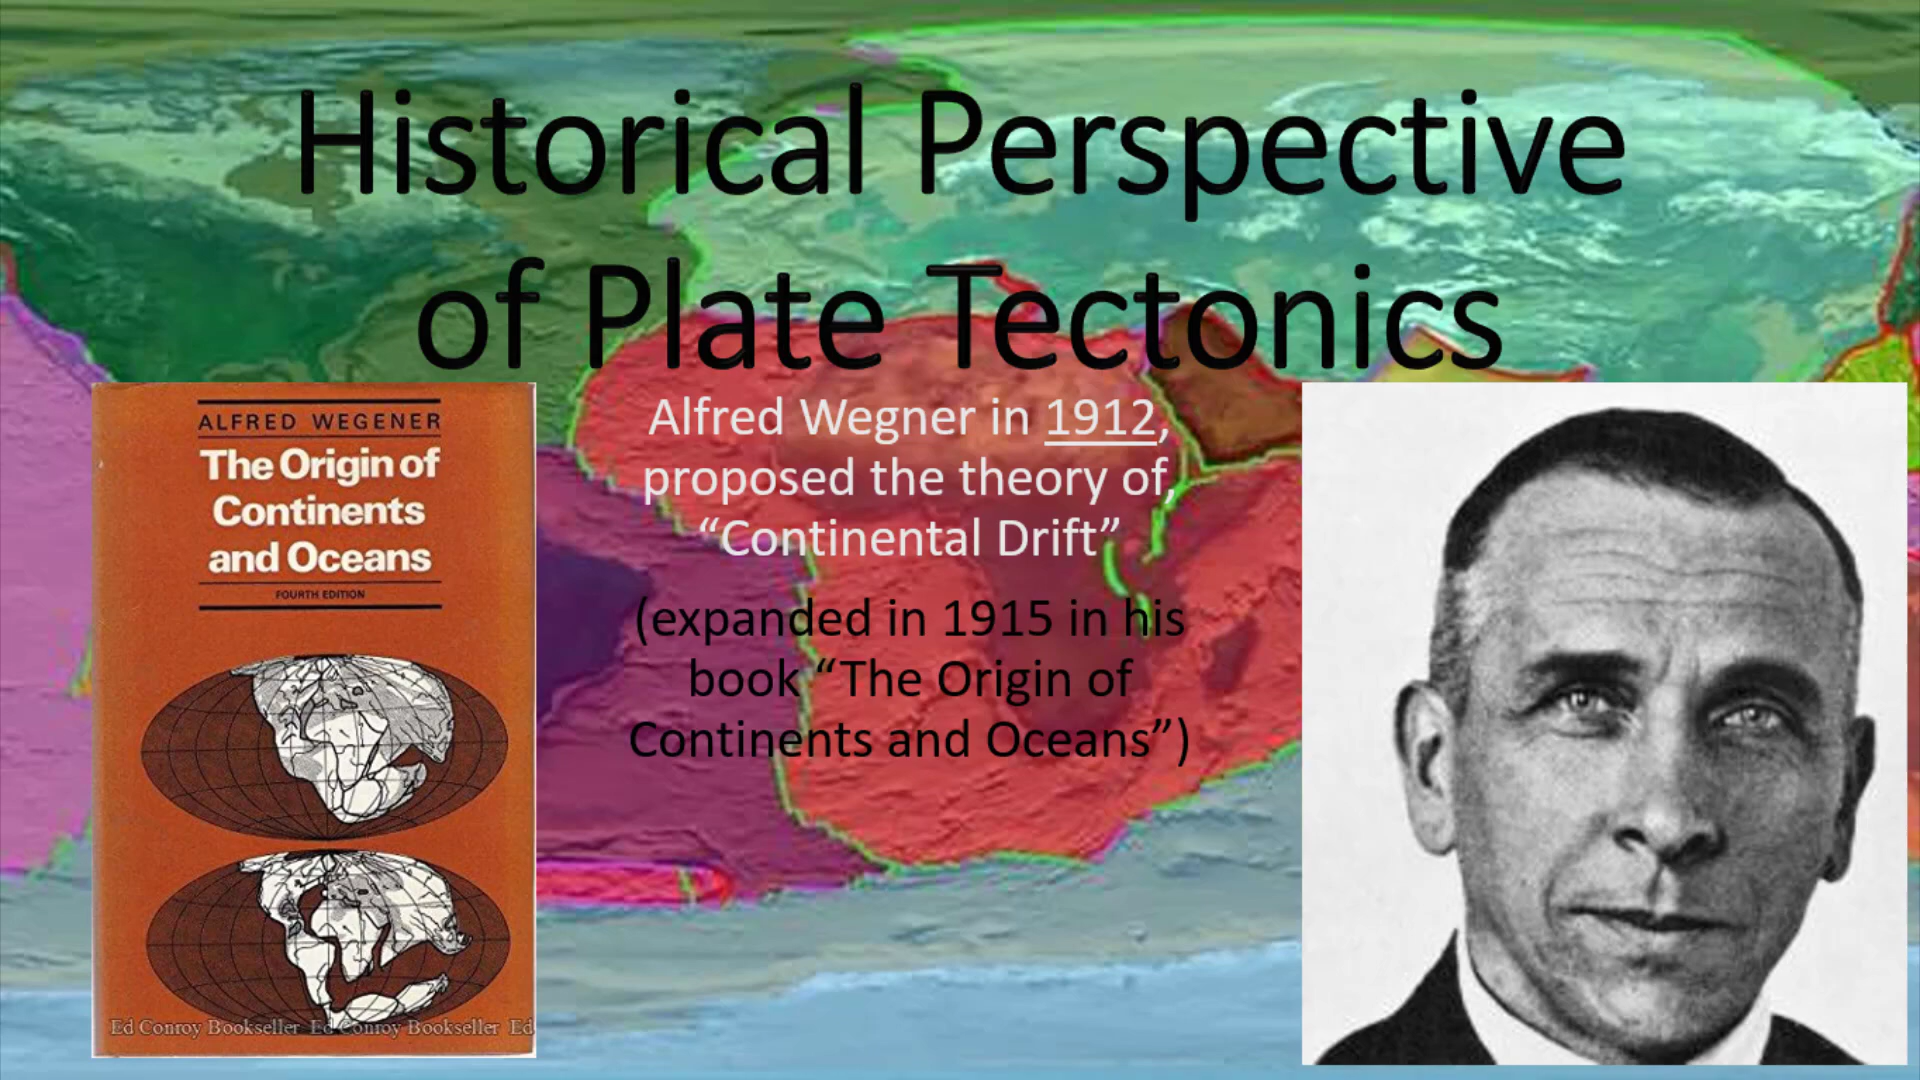 Historical Perspective
of Plate Tectonics
ALFRED WEGENER
The Origin of
Continents
and Oceans
FOURTH EDITION
Ed Conroy Bookseller Ed Conroy Bookseller Ed
Alfred Wegner in 1912,
proposed the theory of,
“Continental Drift”
(expanded in 1915 in his
book “The Origin of
Continents and Oceans”)